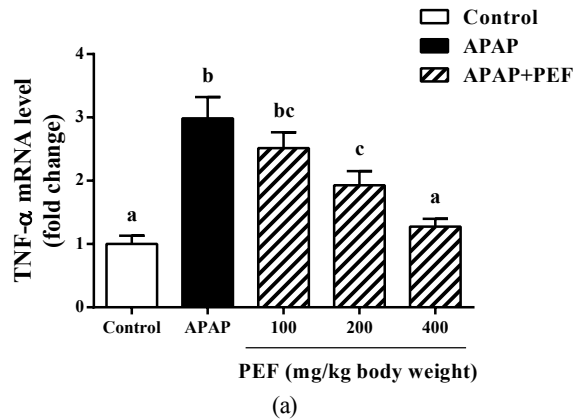 Control
APAP
APAP+PEF
TNF-α mRNA level
(fold change)
4
3
2
1
0
a
b
bc
c
a
Control
APAP
100
200
400
PEF (mg/kg body weight)
(a)